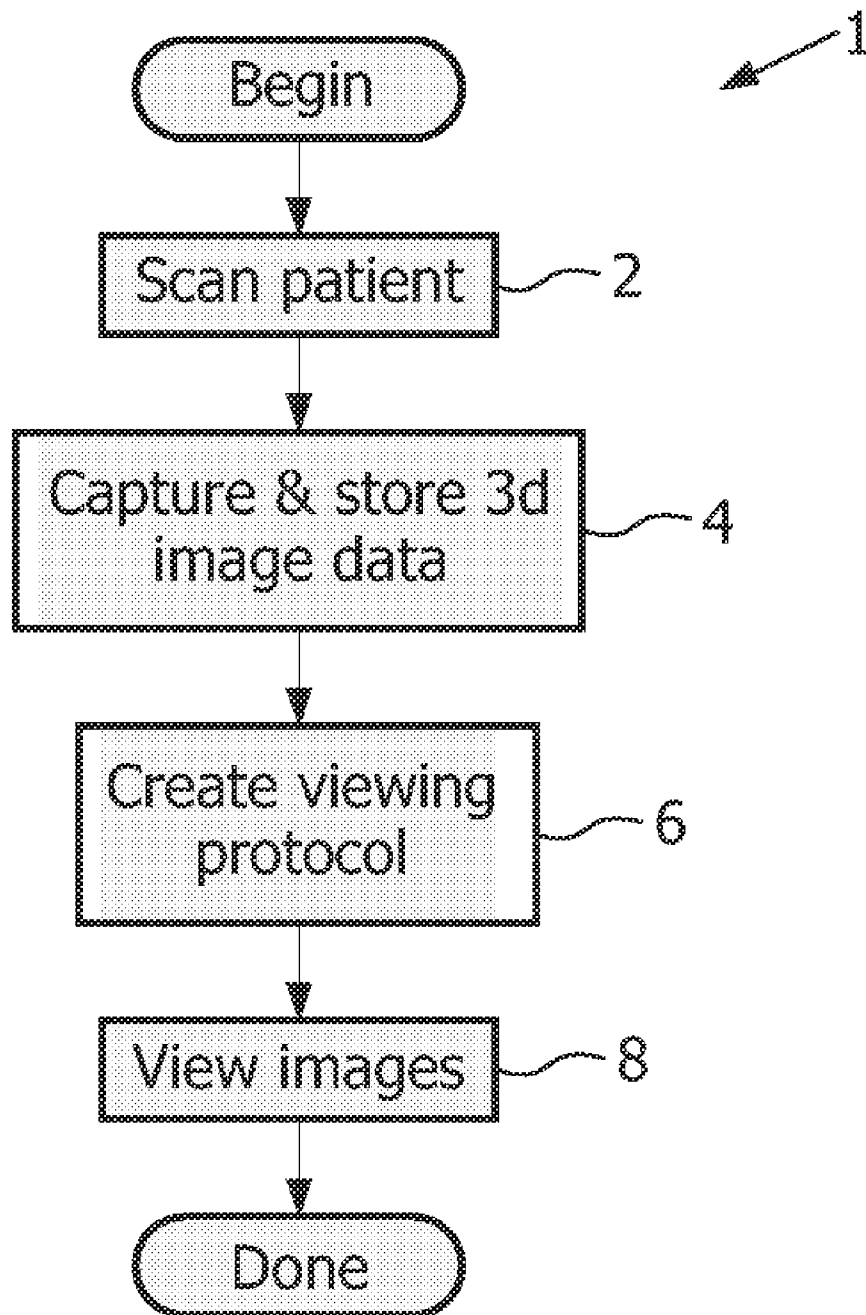 Begin
1
Scan patient
2
Capture & store 3d
image data
4
Create viewing
protocol
6
View images
8
Done